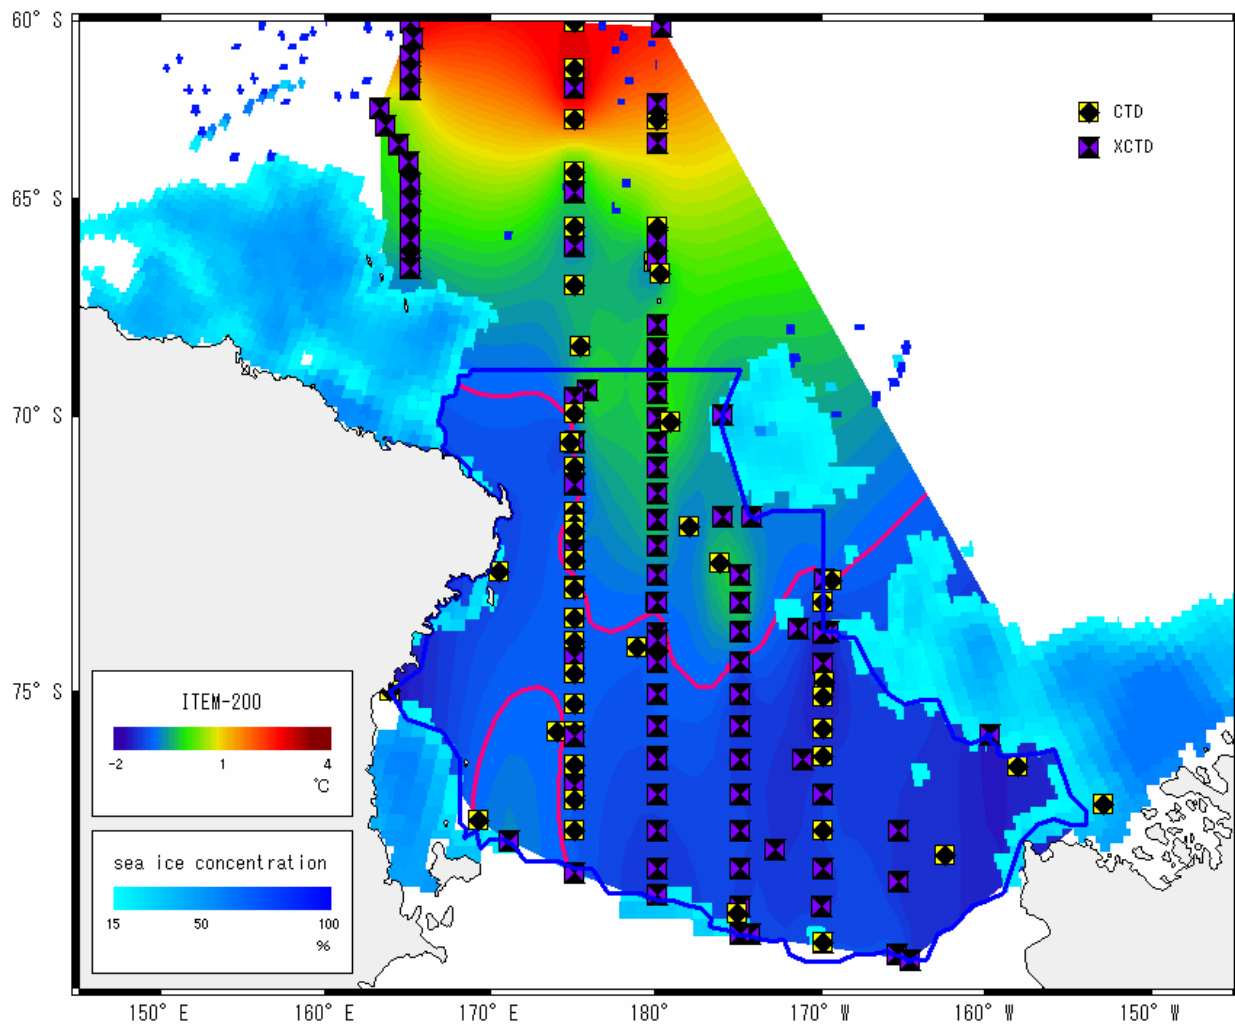 60° S
65° S
70° S
75° S
CTD
XCTD
ITEM-200
-2 1 4
℃
sea ice concentration
15 50 100
%
150° E 160° E 170° E 180° 170° W 160° W 150° W